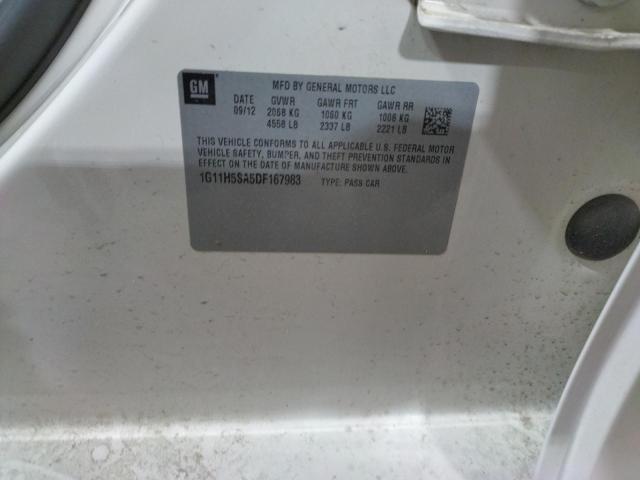 GM
MFD BY GENERAL MOTORS LLC
DATE GVWR GAWR FRT GAWR RR
09/12 2068 KG 1060 KG 1008 KG
4558 LB 2337 LB 2221 LB
THIS VEHICLE CONFORMS TO ALL APPLICABLE U.S. FEDERAL MOTOR
VEHICLE SAFETY, BUMPER, AND THEFT PREVENTION STANDARDS IN
EFFECT ON THE DATE OF MANUFACTURE SHOWN ABOVE.
1G11H5SA5DF167983 TYPE: PASS CAR